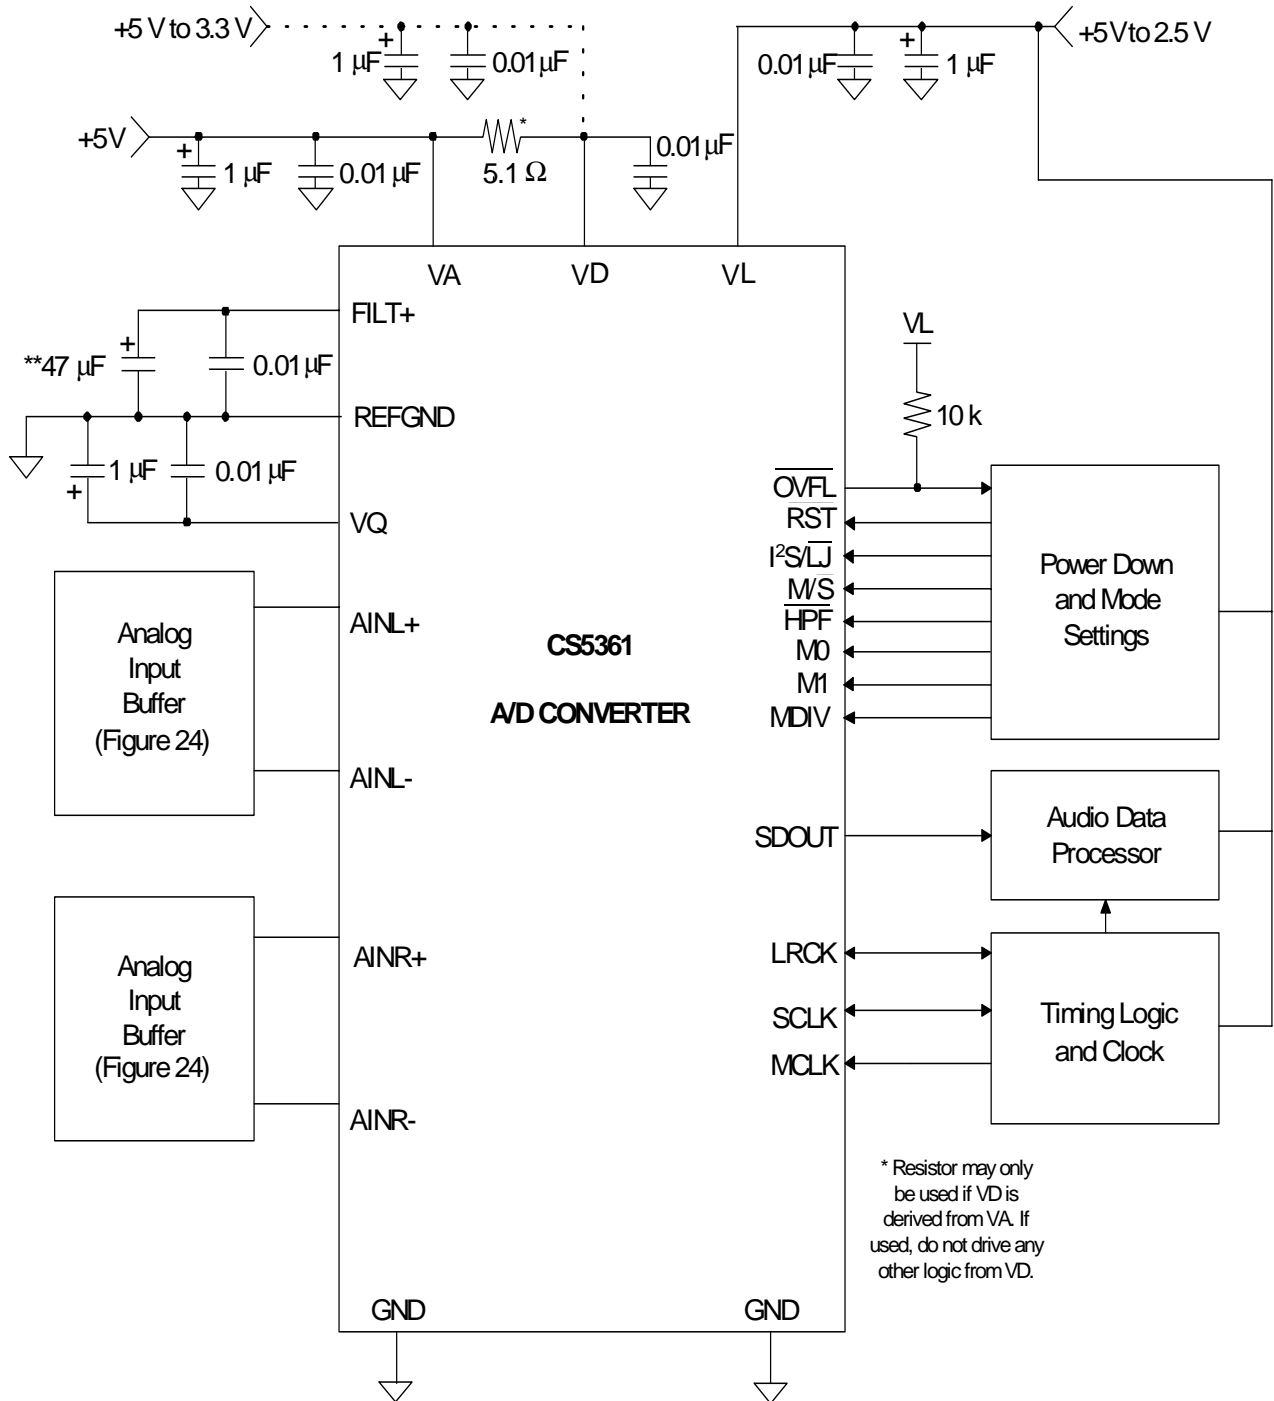 +5 V to 3.3 V
+
1 µF
0.01 µF
0.01 µF
+
1 µF
+5V to 2.5 V
+5V
+
1 µF
0.01 µF
*
5.1 Ω
0.01 µF
VA
VD
VL
FILT+
+
**47 µF
0.01 µF
REFGND
1 µF
+
0.01 µF
VQ
VL
10 k
OVFL
RST
I²S/LJ
M/S
HPF
M0
M1
MDIV
Power Down
and Mode
Settings
Analog
Input
Buffer
(Figure 24)
AINL+
AINL-
CS5361
A/D CONVERTER
SDOUT
Audio Data
Processor
Analog
Input
Buffer
(Figure 24)
AINR+
AINR-
LRCK
SCLK
MCLK
Timing Logic
and Clock
* Resistor may only
be used if VD is
derived from VA. If
used, do not drive any
other logic from VD.
GND
GND